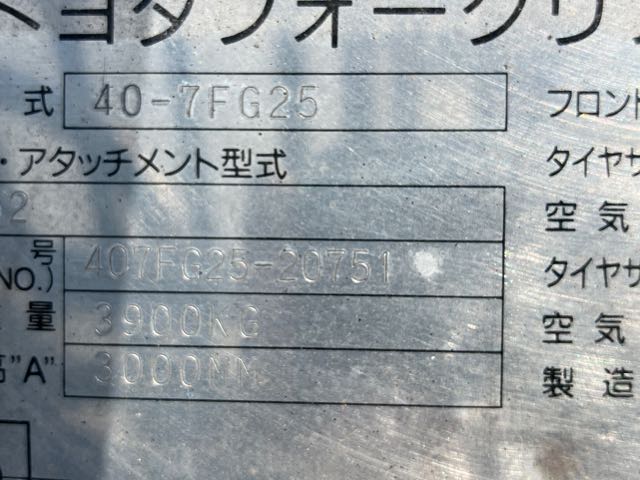 トヨタフォークリフ
式 40-7FG25 フロント
・アタッチメント型式 タイヤサ
52 空気
号 407FG25-20751 タイヤサ
NO.)
量 3900KG 空気
高"A" 3000MM 製造